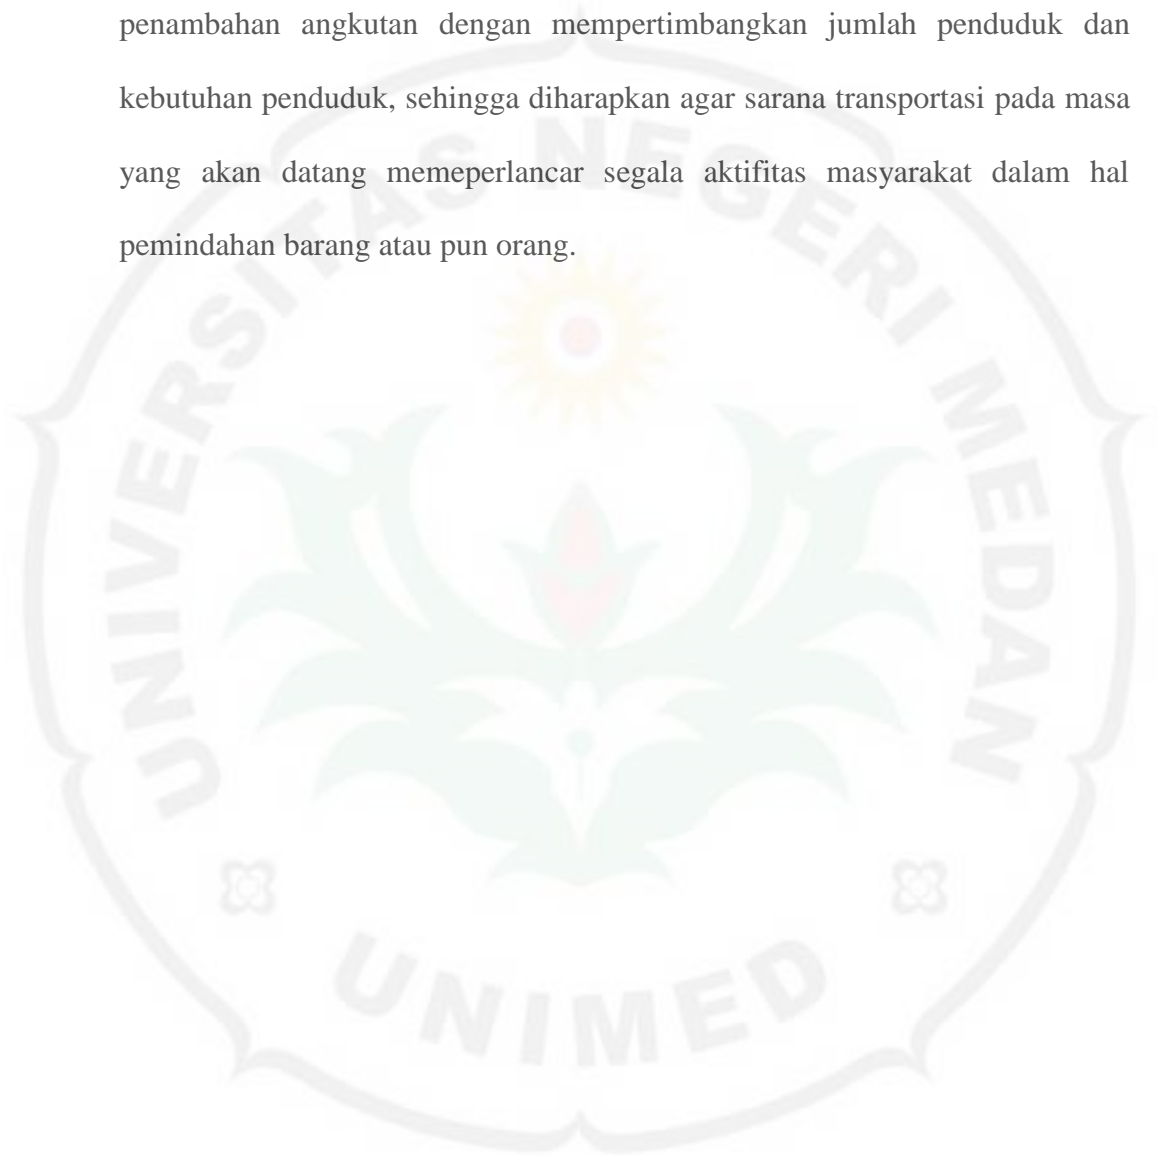 penambahan angkutan dengan mempertimbangkan jumlah penduduk dan
kebutuhan penduduk, sehingga diharapkan agar sarana transportasi pada masa
yang akan datang memeperlancar segala aktifitas masyarakat dalam hal
pemindahan barang atau pun orang.
UNIVERSITAS NEGERI MEDAN
UNIMED